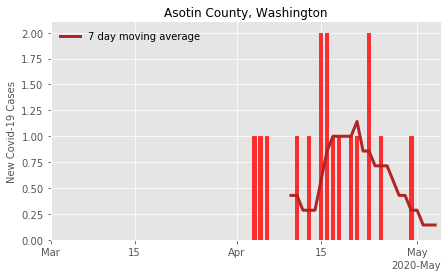 Asotin County, Washington
7 day moving average
New Covid-19 Cases
2.00
1.75
1.50
1.25
1.00
0.75
0.50
0.25
0.00
Mar 15 Apr 15 May
2020-May